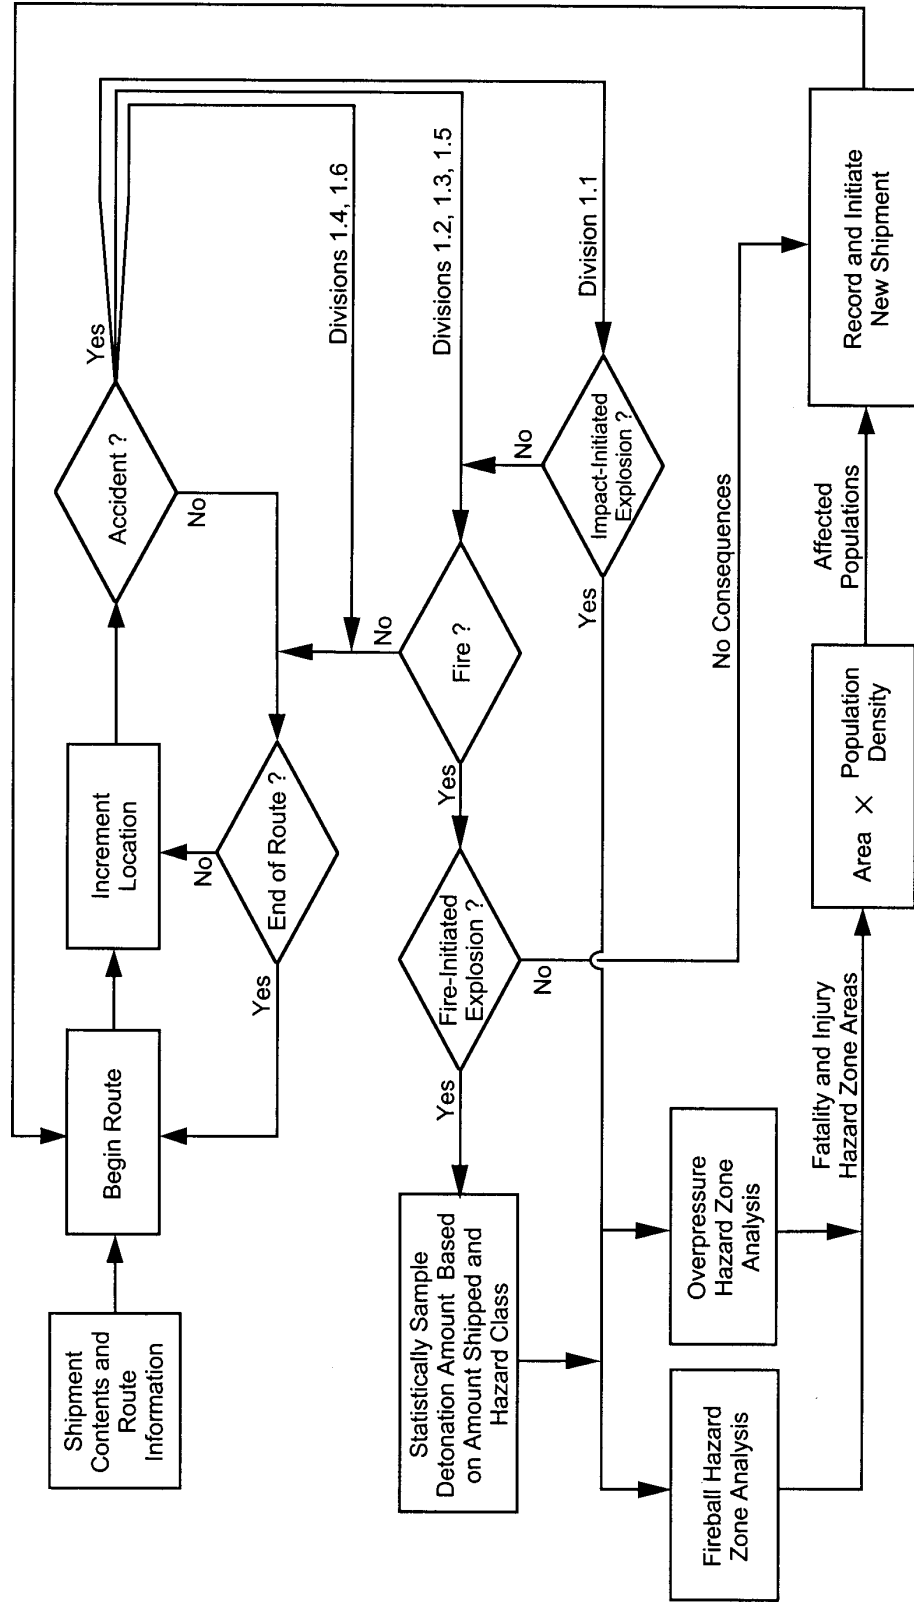 Shipment
Contents and
Route
Information
Begin Route
Increment
Location
Accident ?
Yes
No
End of Route ?
No
Yes
Divisions 1.4, 1.6
Divisions 1.2, 1.3, 1.5
Division 1.1
Statistically Sample
Detonation Amount Based
on Amount Shipped and
Hazard Class
Yes
Fire-Initiated
Explosion ?
No
Yes
Fire ?
No
No
Impact-Initiated
Explosion ?
Yes
No Consequences
Fireball Hazard
Zone Analysis
Overpressure
Hazard Zone
Analysis
Fatality and Injury
Hazard Zone Areas
Area × Population
Density
Affected
Populations
Record and Initiate
New Shipment